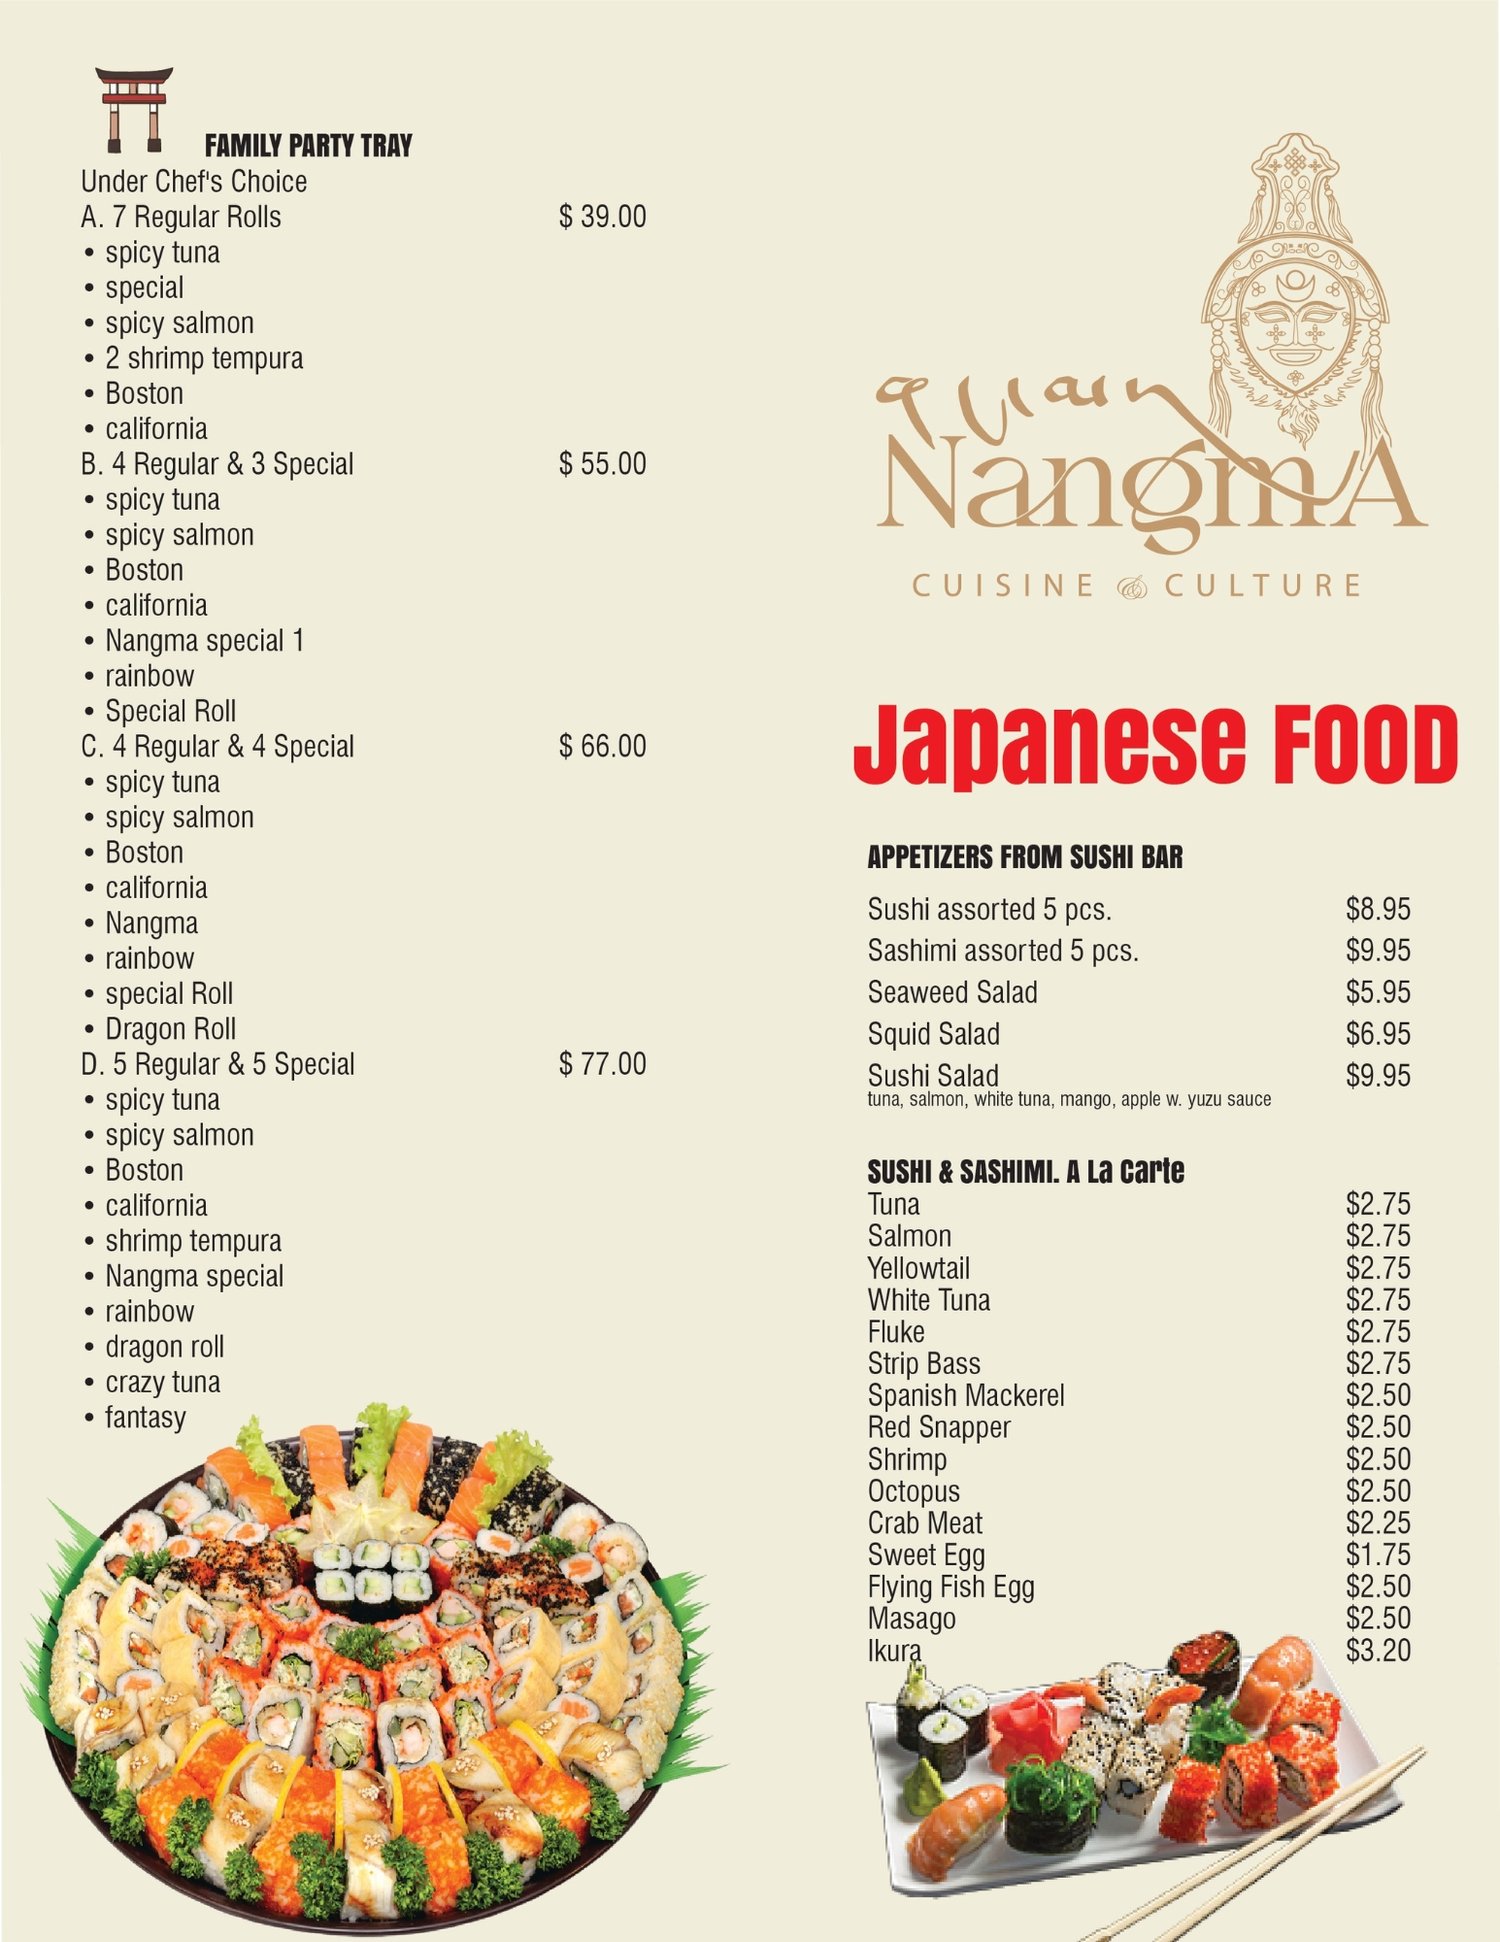 FAMILY PARTY TRAY
Under Chef's Choice
A. 7 Regular Rolls $ 39.00
• spicy tuna
• special
• spicy salmon
• 2 shrimp tempura
• Boston
• california
B. 4 Regular & 3 Special $ 55.00
• spicy tuna
• spicy salmon
• Boston
• california
• Nangma special 1
• rainbow
• Special Roll
C. 4 Regular & 4 Special $ 66.00
• spicy tuna
• spicy salmon
• Boston
• california
• Nangma
• rainbow
• special Roll
• Dragon Roll
D. 5 Regular & 5 Special $ 77.00
• spicy tuna
• spicy salmon
• Boston
• california
• shrimp tempura
• Nangma special
• rainbow
• dragon roll
• crazy tuna
• fantasy
NangmA
CUISINE & CULTURE
Japanese FOOD
APPETIZERS FROM SUSHI BAR
Sushi assorted 5 pcs. $8.95
Sashimi assorted 5 pcs. $9.95
Seaweed Salad $5.95
Squid Salad $6.95
Sushi Salad $9.95
tuna, salmon, white tuna, mango, apple w. yuzu sauce
SUSHI & SASHIMI. A La Carte
Tuna $2.75
Salmon $2.75
Yellowtail $2.75
White Tuna $2.75
Fluke $2.75
Strip Bass $2.75
Spanish Mackerel $2.50
Red Snapper $2.50
Shrimp $2.50
Octopus $2.50
Crab Meat $2.25
Sweet Egg $1.75
Flying Fish Egg $2.50
Masago $2.50
Ikura $3.20